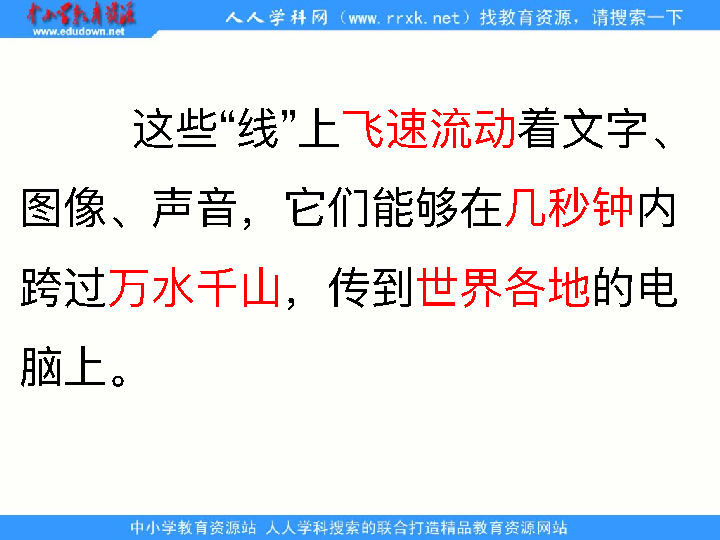 中小学教育资源
www.edudown.net
人人学科网（www.rrxk.net）找教育资源，请搜索一下
这些“线”上飞速流动着文字、
图像、声音，它们能够在几秒钟内
跨过万水千山，传到世界各地的电
脑上。
中小学教育资源站 人人学科搜索的联合打造精品教育资源网站